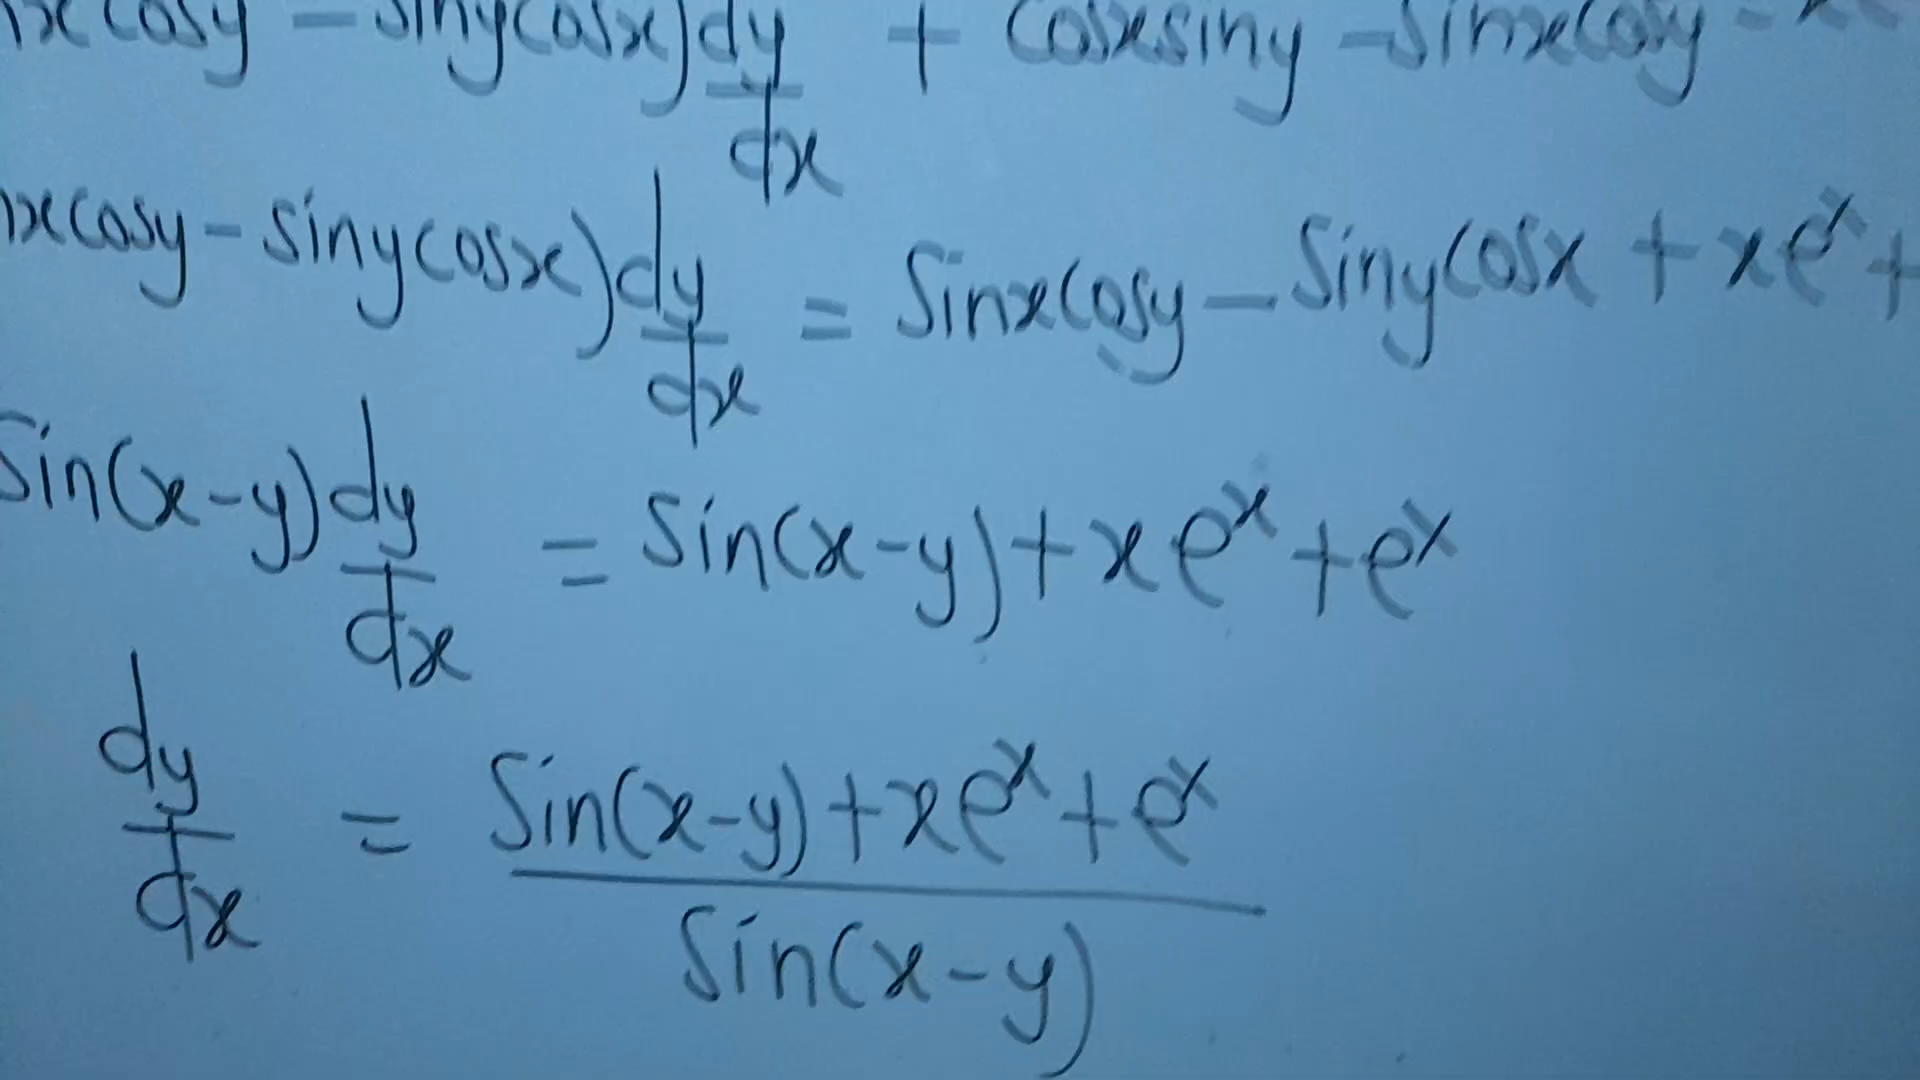 cosy - sinycosx) dy/dx + cosxsiny - sinxcosy -
xcosy - sinycosx) dy/dx = sinxcosy - sinycosx + xe^x +
sin(x-y) dy/dx = sin(x-y) + xe^x + e^x
dy/dx = sin(x-y) + xe^x + e^x / sin(x-y)